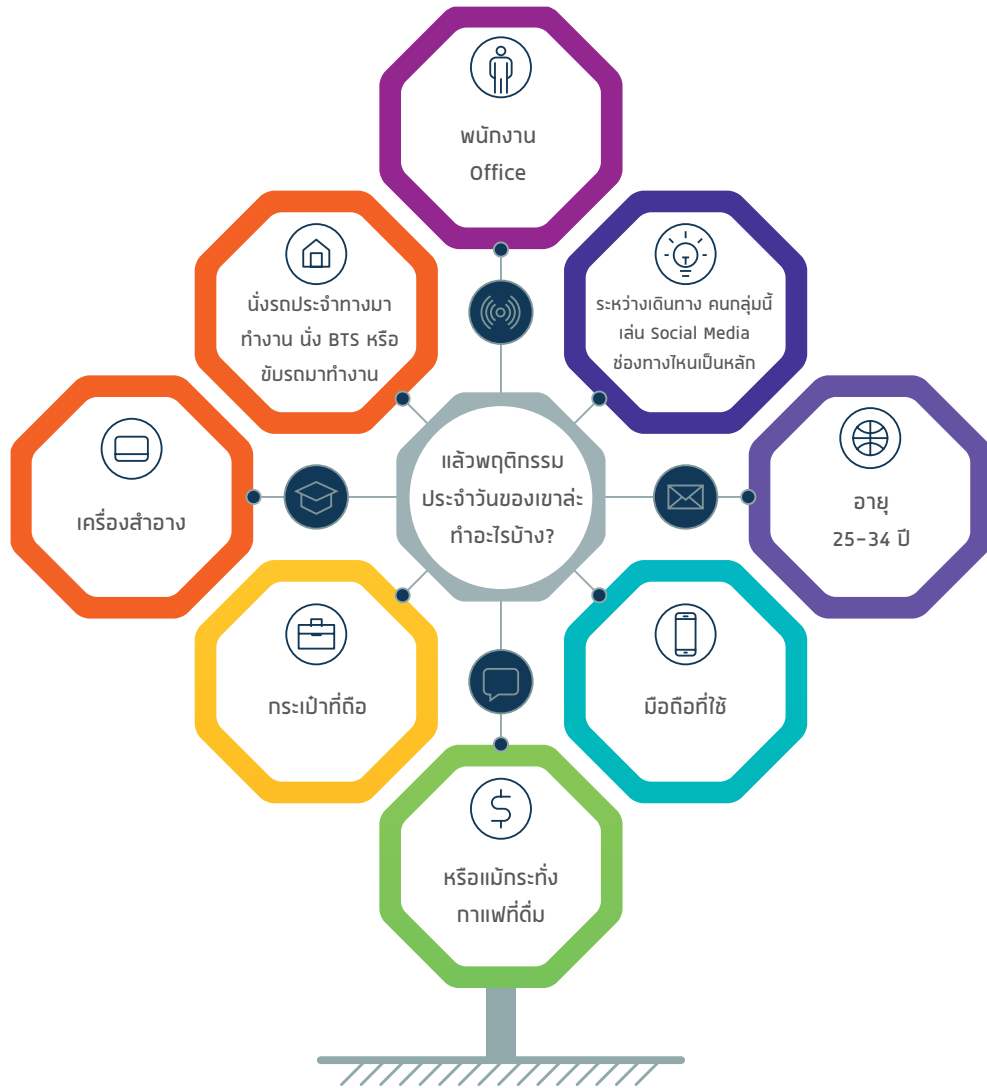 พนักงาน
Office
นั่งรถประจำทางมา
ทำงาน นั่ง BTS หรือ
ขับรถมาทำงาน
ระหว่างเดินทาง คนกลุ่มนี้
เล่น Social Media
ช่องทางไหนเป็นหลัก
เครื่องสำอาง
แล้วพฤติกรรม
ประจำวันของเขาล่ะ
ทำอะไรบ้าง?
อายุ
25-34 ปี
กระเป๋าที่ถือ
มือถือที่ใช้
หรือแม้กระทั่ง
กาแฟที่ดื่ม